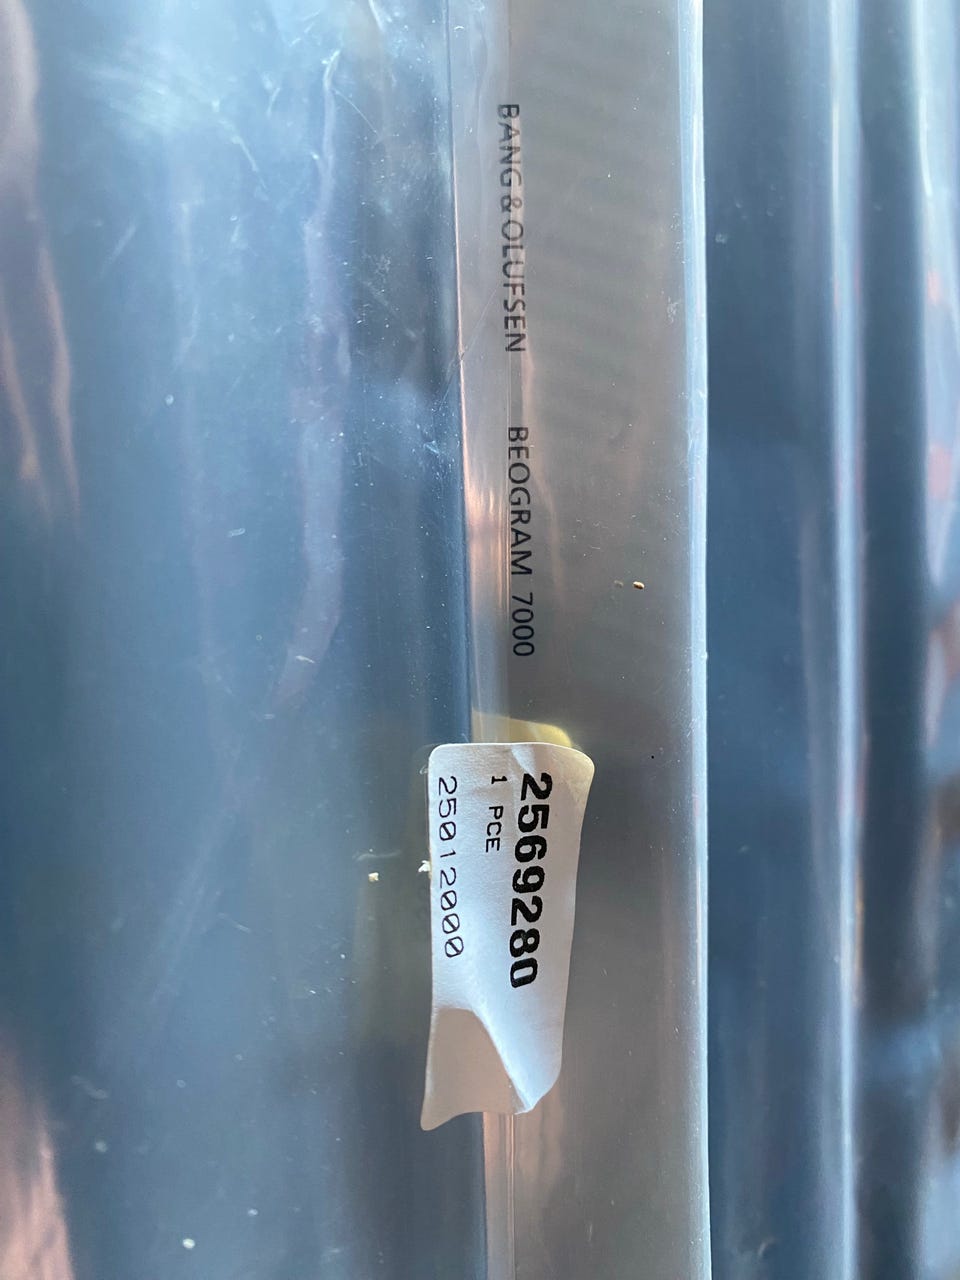 BANG & OLUFSEN BEOGRAM 7000
2569280
1 PCE
25012000